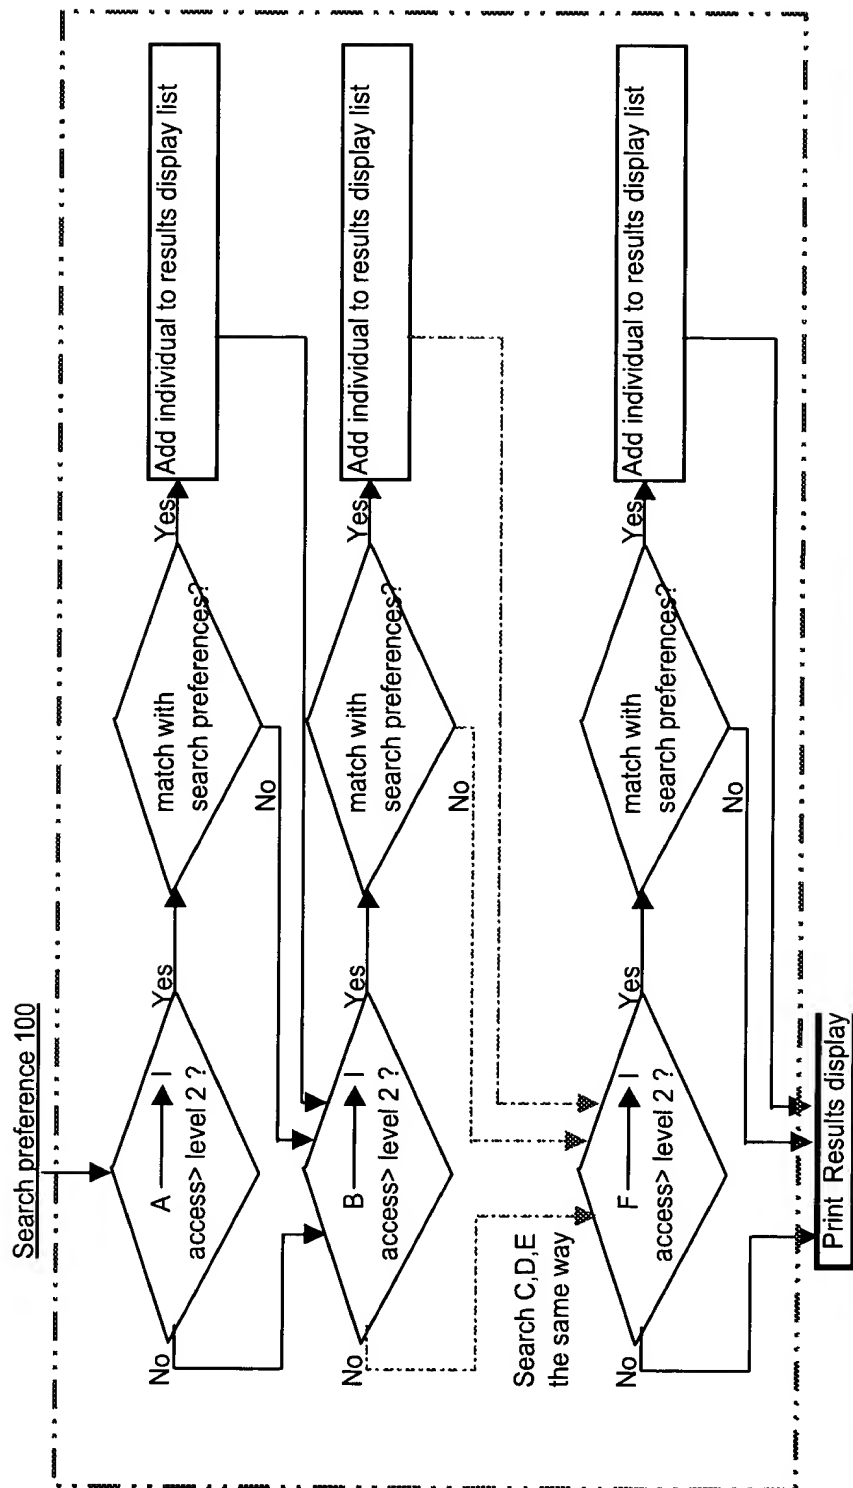 Search preference 100
A I
access> level 2 ?
Yes
No
match with
search preferences?
Yes
No
Add individual to results display list
B I
access> level 2 ?
Yes
No
match with
search preferences?
Yes
No
Add individual to results display list
Search C,D,E
the same way
F I
access> level 2 ?
Yes
No
match with
search preferences?
Yes
No
Add individual to results display list
Print Results display